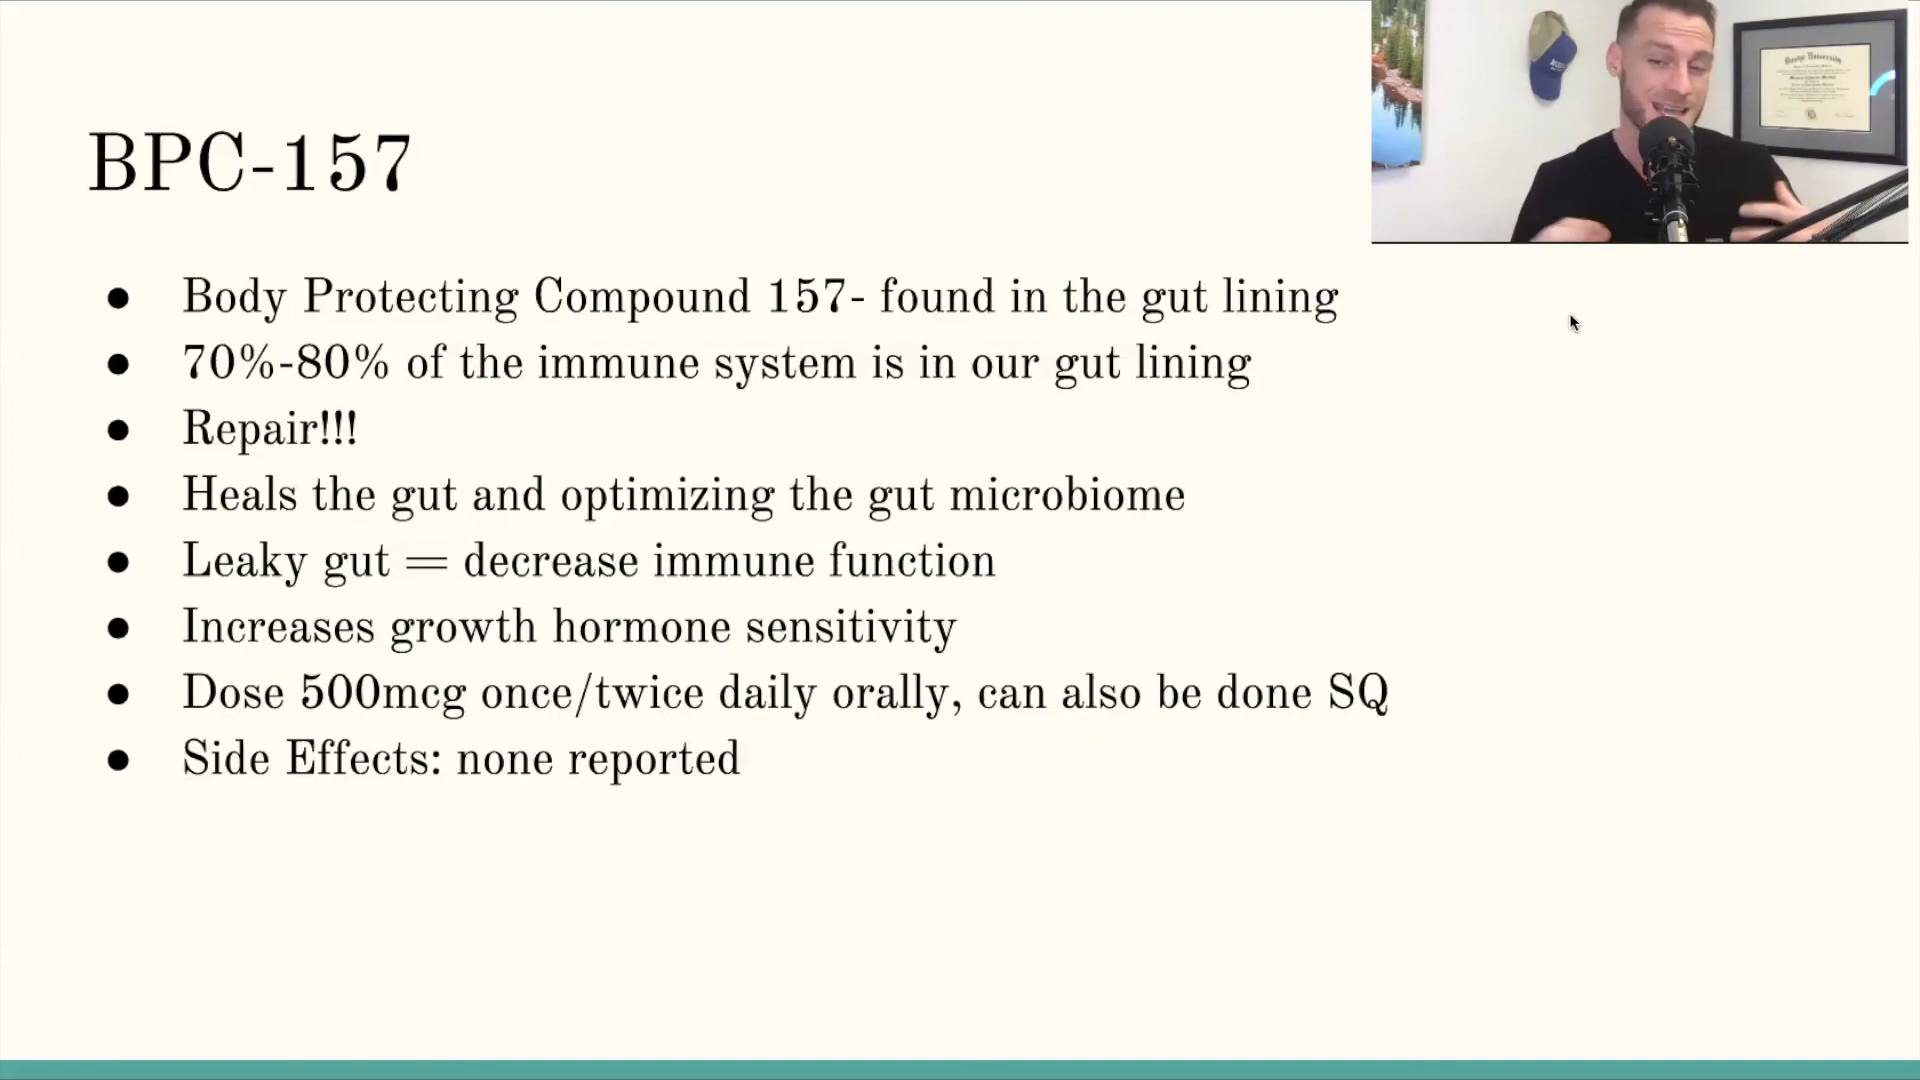 BPC-157
● Body Protecting Compound 157- found in the gut lining
● 70%-80% of the immune system is in our gut lining
● Repair!!!
● Heals the gut and optimizing the gut microbiome
● Leaky gut = decrease immune function
● Increases growth hormone sensitivity
● Dose 500mcg once/twice daily orally, can also be done SQ
● Side Effects: none reported